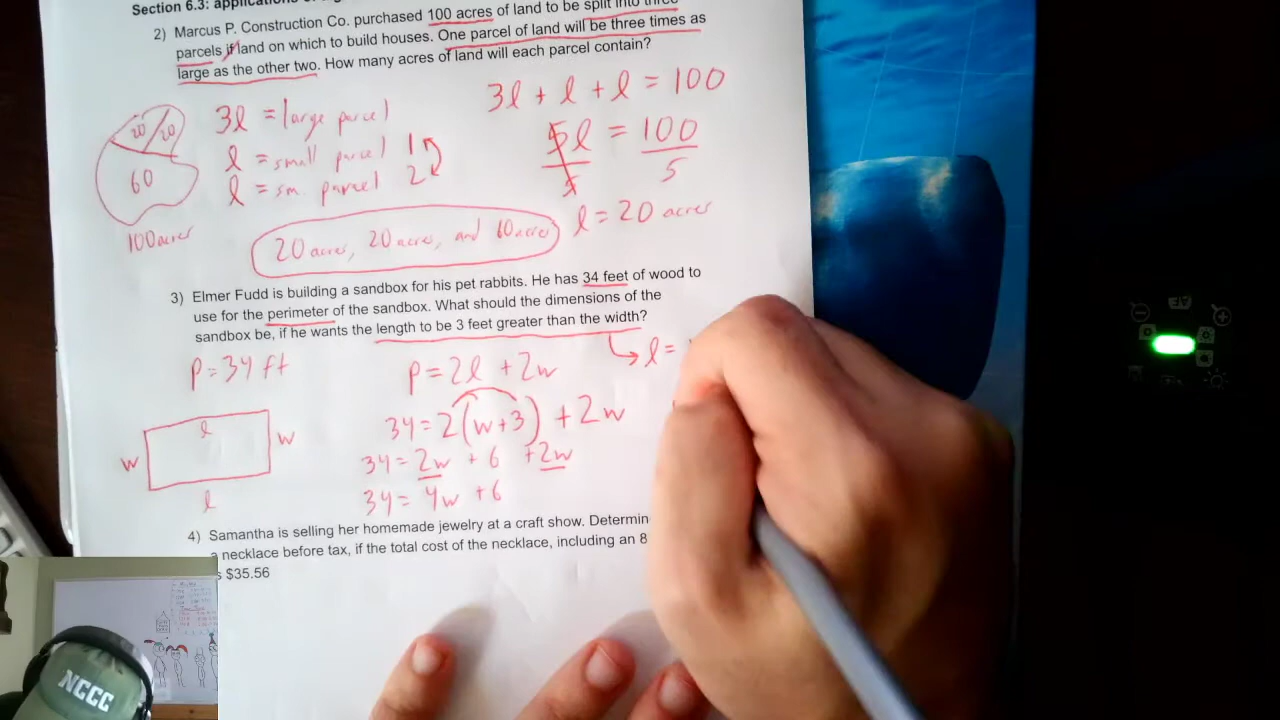 Section 6.3: applications
2) Marcus P. Construction Co. purchased 100 acres of land to be split into three
parcels if land on which to build houses. One parcel of land will be three times as
large as the other two. How many acres of land will each parcel contain?
3l + l + l = 100
3l = large parcel
20 / 20
5l = 100
l = small parcel 1
5 5
60
l = sm. parcel 2
l = 20 acres
100 acres
20 acres, 20 acres, and 60 acres
3) Elmer Fudd is building a sandbox for his pet rabbits. He has 34 feet of wood to
use for the perimeter of the sandbox. What should the dimensions of the
sandbox be, if he wants the length to be 3 feet greater than the width?
l =
P = 34 ft
P = 2l + 2w
34 = 2(w+3) + 2w
l
w
w
34 = 2w + 6 + 2w
l
34 = 4w + 6
4) Samantha is selling her homemade jewelry at a craft show.
a necklace before tax, if the total cost of the necklace, including an 8
$35.56
NCCC